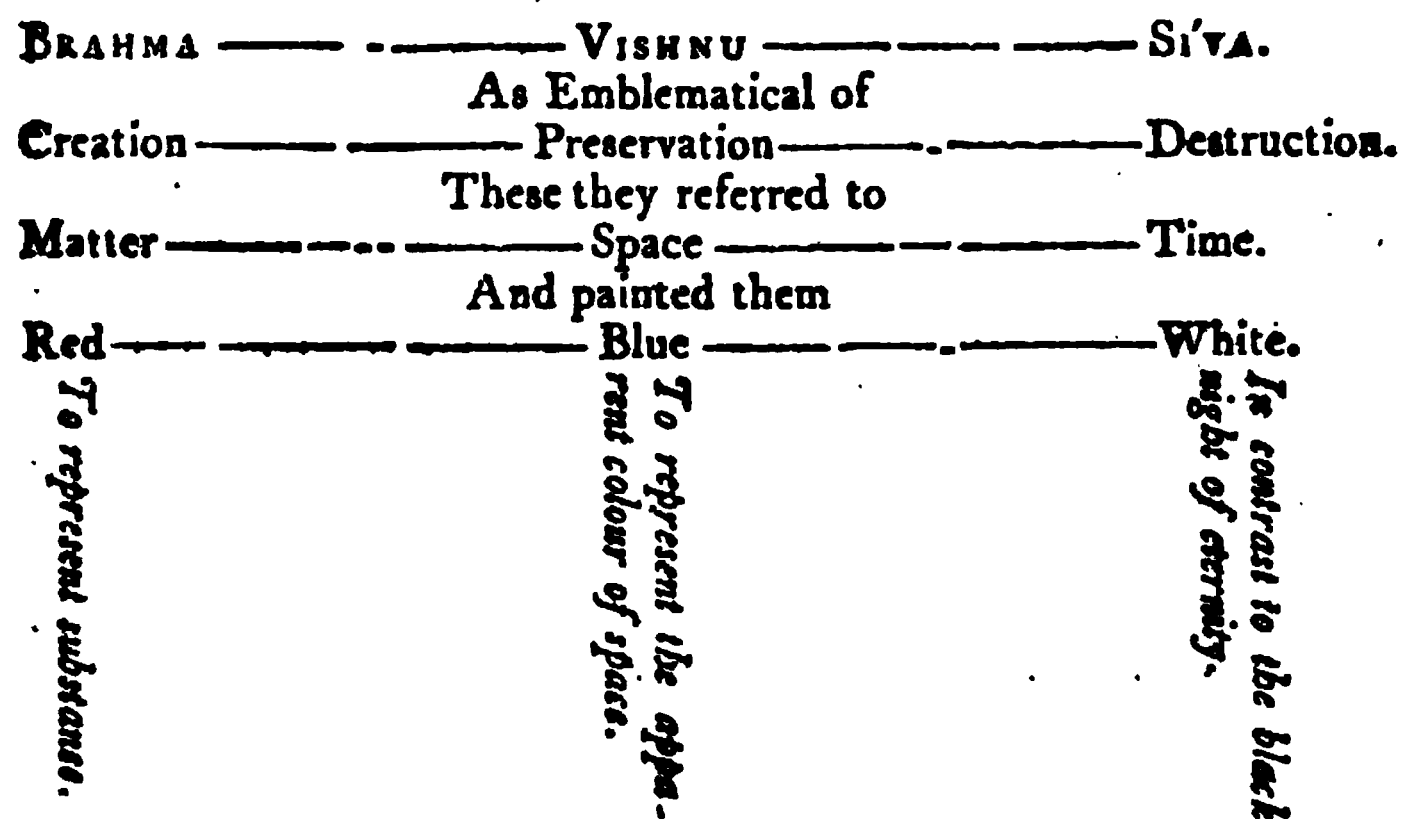 BRAHMA — - — VISHNU — — — SI'VA.
As Emblematical of
Creation — — Preservation — - — Destruction.
These they referred to
Matter — - - - — Space — — — Time.
And painted them
Red — — — Blue — — - — White.
To represent substance.
To represent the appa-
rent colour of space.
In contrast to the black
night of eternity.